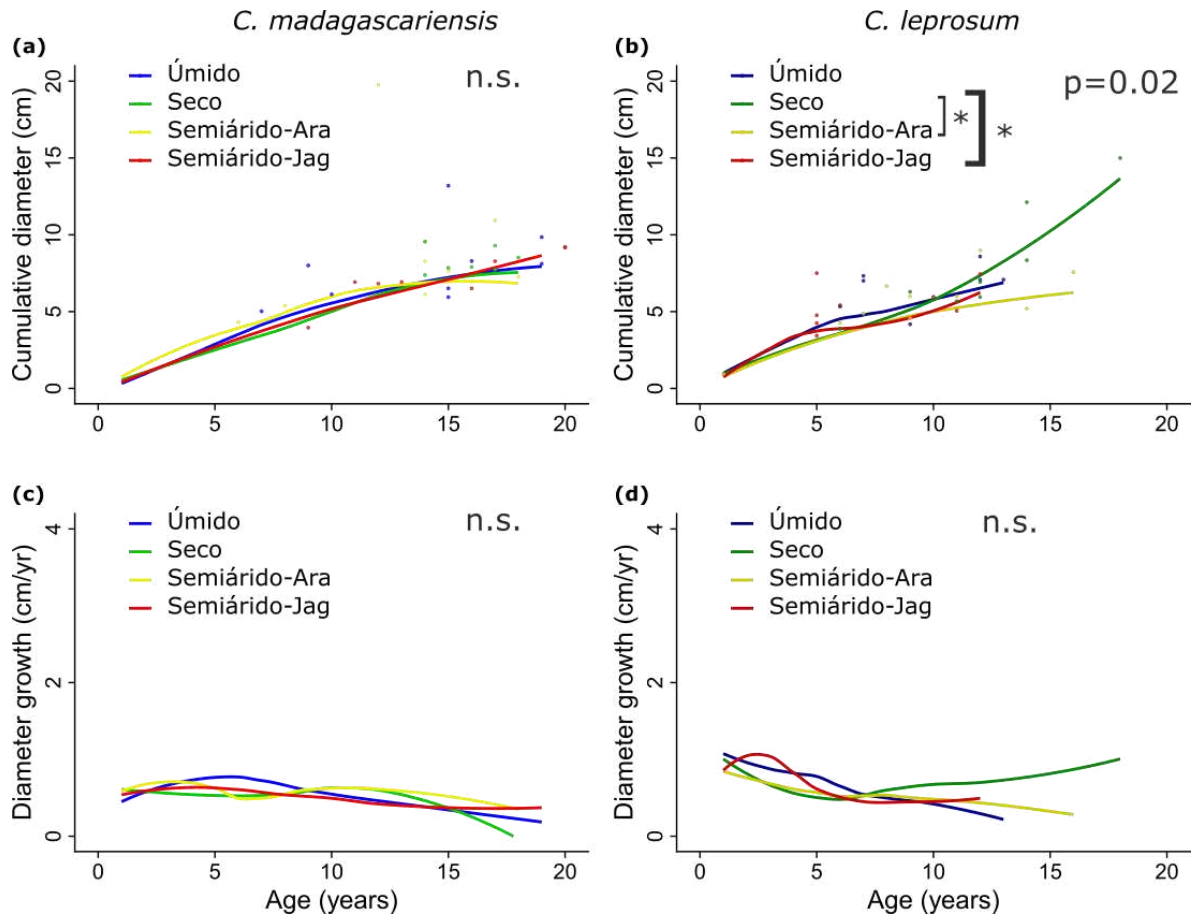 C. madagascariensis
C. leprosum
(a)
Cumulative diameter (cm)
0
5
10
15
20
Úmido
Seco
Semiárido-Ara
Semiárido-Jag
n.s.
0
5
10
15
20
(b)
Cumulative diameter (cm)
0
5
10
15
20
Úmido
Seco
Semiárido-Ara
Semiárido-Jag
*
*
p=0.02
0
5
10
15
20
(c)
Diameter growth (cm/yr)
0
2
4
Úmido
Seco
Semiárido-Ara
Semiárido-Jag
n.s.
0
5
10
15
20
Age (years)
(d)
Diameter growth (cm/yr)
0
2
4
Úmido
Seco
Semiárido-Ara
Semiárido-Jag
n.s.
0
5
10
15
20
Age (years)